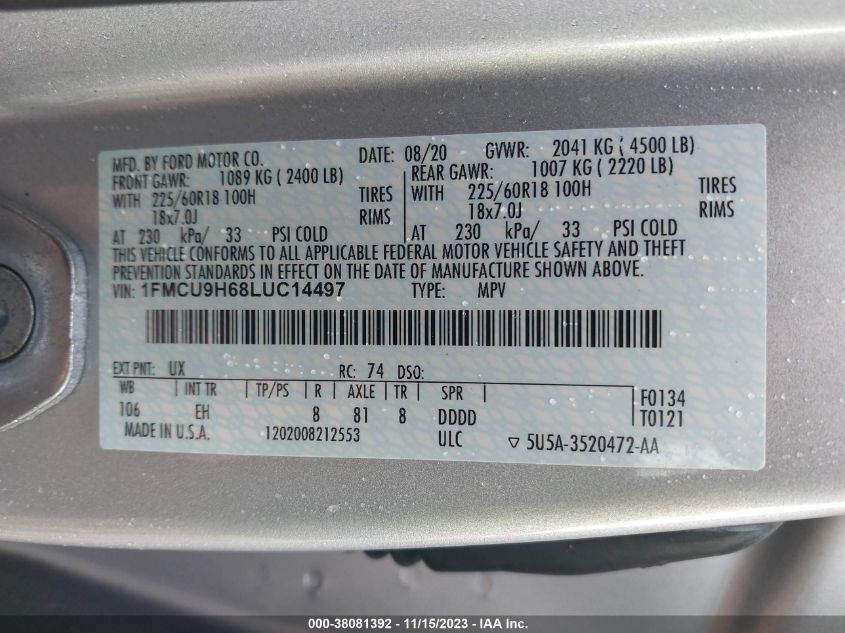 MFD. BY FORD MOTOR CO. DATE: 08/20 GVWR: 2041 KG ( 4500 LB)
FRONT GAWR: 1089 KG ( 2400 LB) REAR GAWR: 1007 KG ( 2220 LB)
WITH 225/60R18 100H TIRES WITH 225/60R18 100H TIRES
18x7.0J RIMS 18x7.0J RIMS
AT 230 kPa/ 33 PSI COLD AT 230 kPa/ 33 PSI COLD
THIS VEHICLE CONFORMS TO ALL APPLICABLE FEDERAL MOTOR VEHICLE SAFETY AND THEFT
PREVENTION STANDARDS IN EFFECT ON THE DATE OF MANUFACTURE SHOWN ABOVE.
VIN: 1FMCU9H68LUC14497 TYPE: MPV
EXT PNT: UX RC: 74 DSO:
WB INT TR TP/PS R AXLE TR SPR F0134
106 EH 8 81 8 DDDD T0121
MADE IN U.S.A. 1202008212553 ULC ▽ 5U5A-3520472-AA
000-38081392 - 11/15/2023 - IAA Inc.